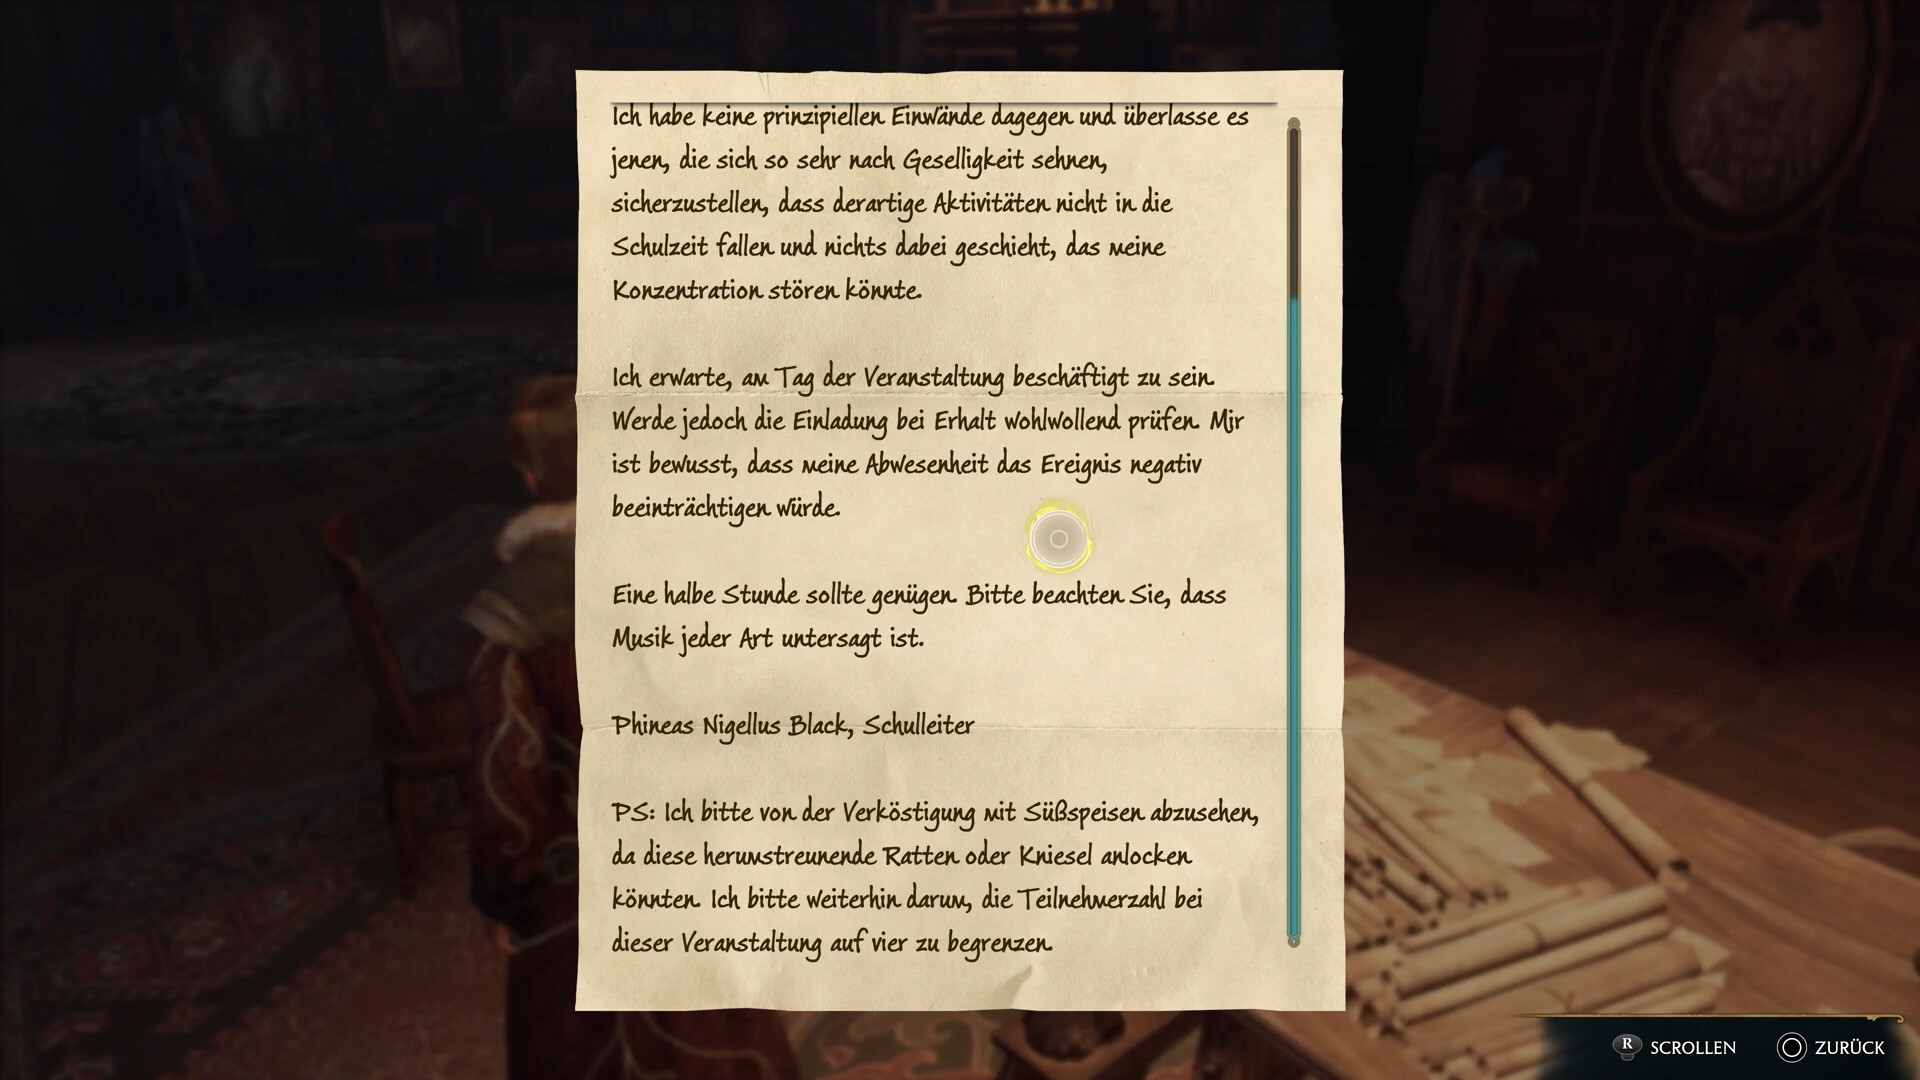 Ich habe keine prinzipiellen Einwände dagegen und überlasse es
jenen, die sich so sehr nach Geselligkeit sehnen,
sicherzustellen, dass derartige Aktivitäten nicht in die
Schulzeit fallen und nichts dabei geschieht, das meine
Konzentration stören könnte.
Ich erwarte, am Tag der Veranstaltung beschäftigt zu sein.
Werde jedoch die Einladung bei Erhalt wohlwollend prüfen. Mir
ist bewusst, dass meine Abwesenheit das Ereignis negativ
beeinträchtigen würde.
Eine halbe Stunde sollte genügen. Bitte beachten Sie, dass
Musik jeder Art untersagt ist.
Phineas Nigellus Black, Schulleiter
PS: Ich bitte von der Verköstigung mit Süßspeisen abzusehen,
da diese herumstreunende Ratten oder Kniesel anlocken
könnten. Ich bitte weiterhin darum, die Teilnehmerzahl bei
dieser Veranstaltung auf vier zu begrenzen.
R SCROLLEN ZURÜCK